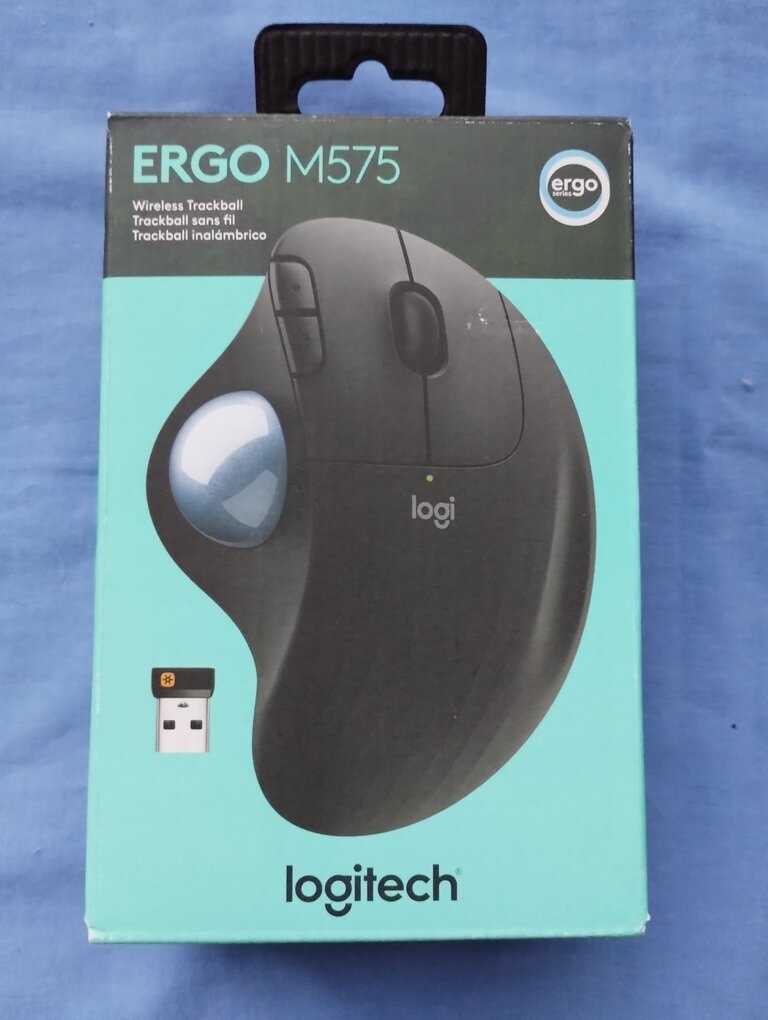 ERGO M575
Wireless Trackball
Trackball sans fil
Trackball inalámbrico
ergo
series
logi
logitech